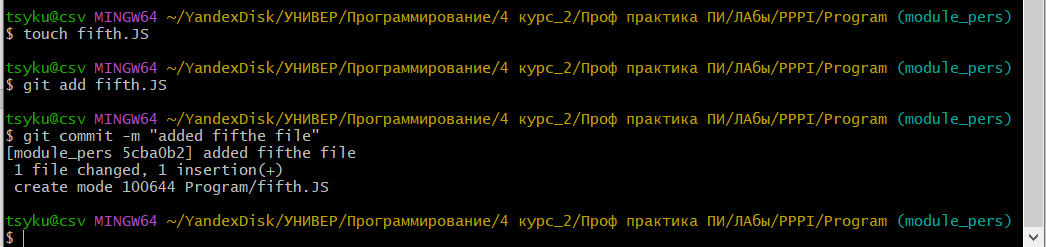 tsyku@csv MINGW64 ~/YandexDisk/УНИВЕР/Программирование/4 курс_2/Проф практика ПИ/ЛАбы/PPPI/Program (module_pers)
$ touch fifth.JS
tsyku@csv MINGW64 ~/YandexDisk/УНИВЕР/Программирование/4 курс_2/Проф практика ПИ/ЛАбы/PPPI/Program (module_pers)
$ git add fifth.JS
tsyku@csv MINGW64 ~/YandexDisk/УНИВЕР/Программирование/4 курс_2/Проф практика ПИ/ЛАбы/PPPI/Program (module_pers)
$ git commit -m "added fifthe file"
[module_pers 5cba0b2] added fifthe file
 1 file changed, 1 insertion(+)
 create mode 100644 Program/fifth.JS
tsyku@csv MINGW64 ~/YandexDisk/УНИВЕР/Программирование/4 курс_2/Проф практика ПИ/ЛАбы/PPPI/Program (module_pers)
$